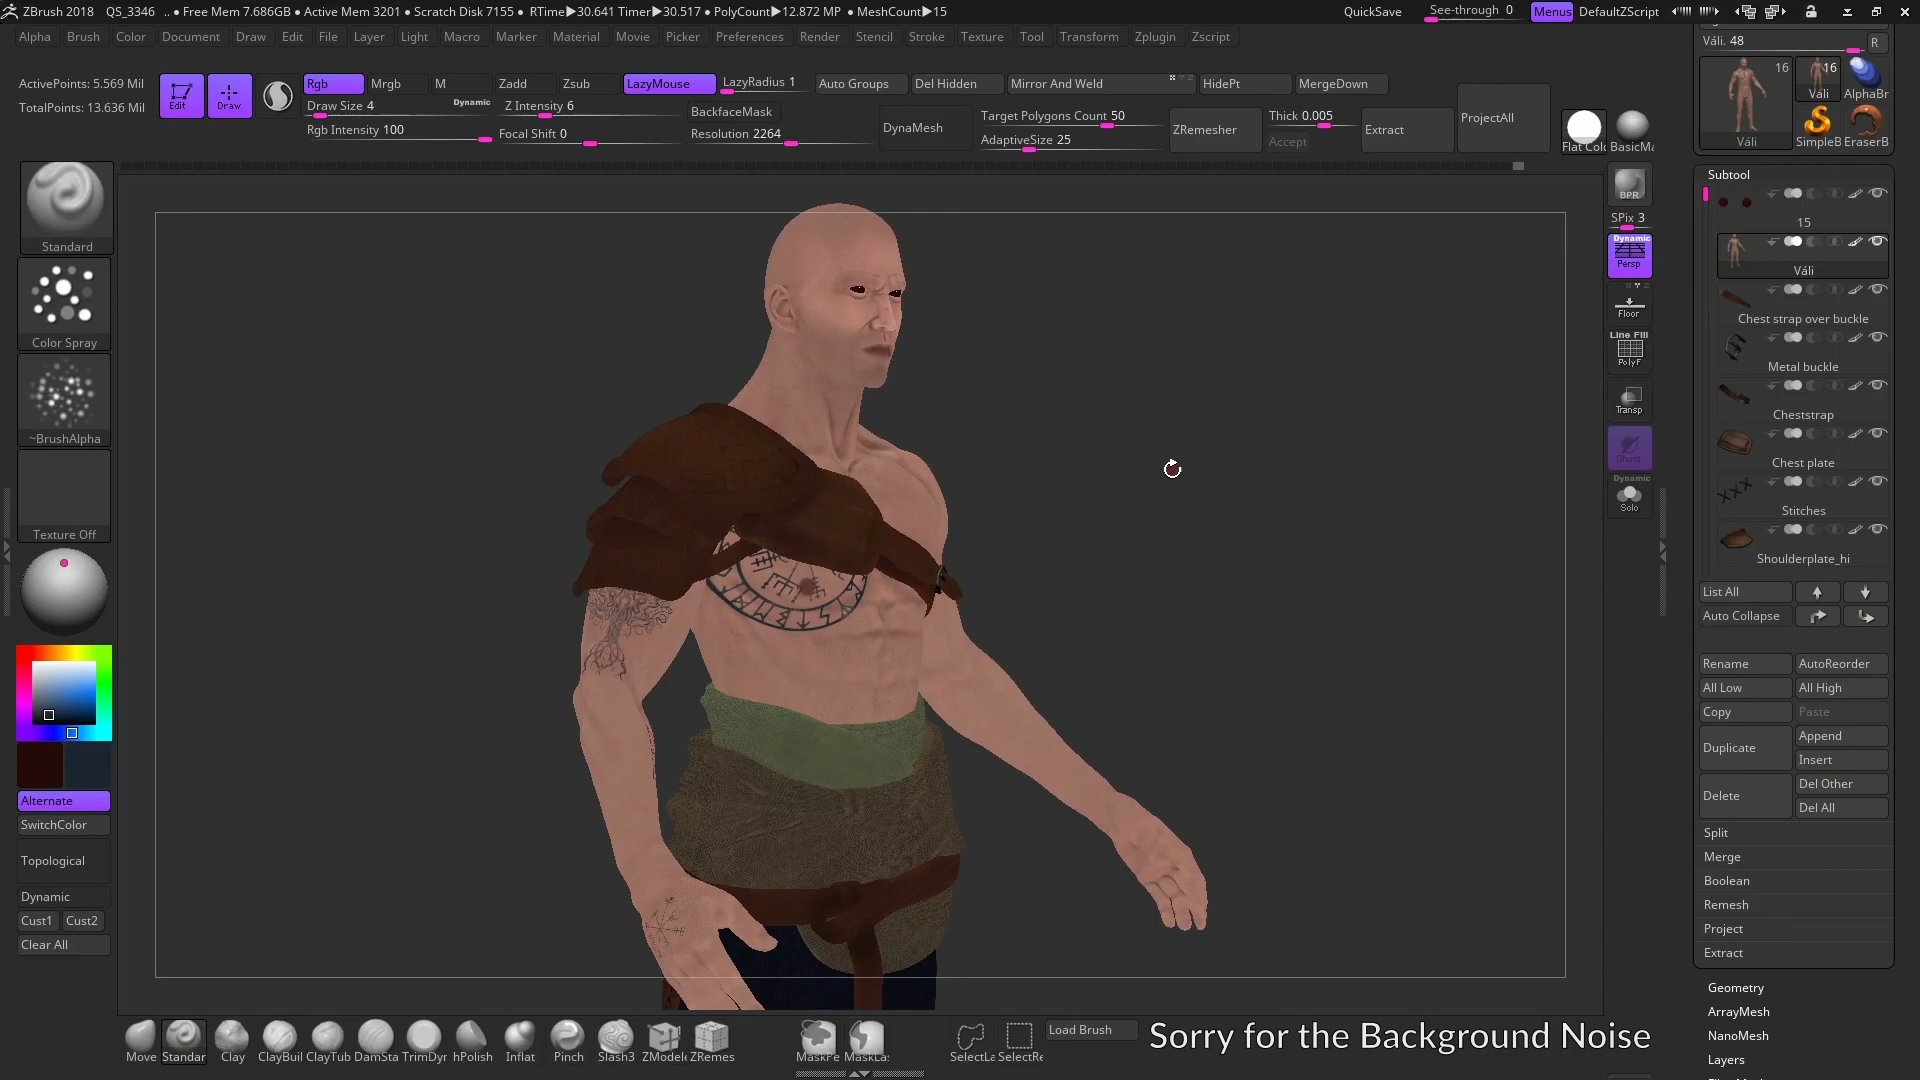 ZBrush 2018 QS_3346 .. ● Free Mem 7.686GB ● Active Mem 3201 ● Scratch Disk 7155 ● RTime▶30.641 Timer▶30.517 ● PolyCount▶12.872 MP ● MeshCount▶15
QuickSave See-through 0 Menus DefaultZScript
Alpha Brush Color Document Draw Edit File Layer Light Macro Marker Material Movie Picker Preferences Render Stencil Stroke Texture Tool Transform Zplugin Zscript
Váli. 48 R
ActivePoints: 5.569 Mil
TotalPoints: 13.636 Mil
Edit Draw
Rgb Mrgb M Zadd Zsub LazyMouse LazyRadius 1 Auto Groups Del Hidden Mirror And Weld HidePt MergeDown
Draw Size 4 Dynamic Z Intensity 6 BackfaceMask
Rgb Intensity 100 Focal Shift 0 Resolution 2264
DynaMesh
Target Polygons Count 50
AdaptiveSize 25
ZRemesher
Thick 0.005
Accept
Extract
ProjectAll
Flat Colo BasicMa
16 16
Váli
Váli AlphaBr
SimpleB EraserB
Standard
Color Spray
~BrushAlpha
Texture Off
Alternate
SwitchColor
Topological
Dynamic
Cust1 Cust2
Clear All
BPR
SPix 3
Dynamic
Persp
Floor
Line Fill
PolyF
Transp
Ghost
Dynamic
Solo
Subtool
15
Váli
Chest strap over buckle
Metal buckle
Cheststrap
Chest plate
Stitches
Shoulderplate_hi
List All
Auto Collapse
Rename AutoReorder
All Low All High
Copy Paste
Duplicate Append
Insert
Delete Del Other
Del All
Split
Merge
Boolean
Remesh
Project
Extract
Geometry
ArrayMesh
NanoMesh
Layers
Move Standar Clay ClayBuil ClayTub DamSta TrimDyr hPolish Inflat Pinch Slash3 ZModele ZRemes MaskPe MaskLa: SelectLa SelectRe
Load Brush
Sorry for the Background Noise